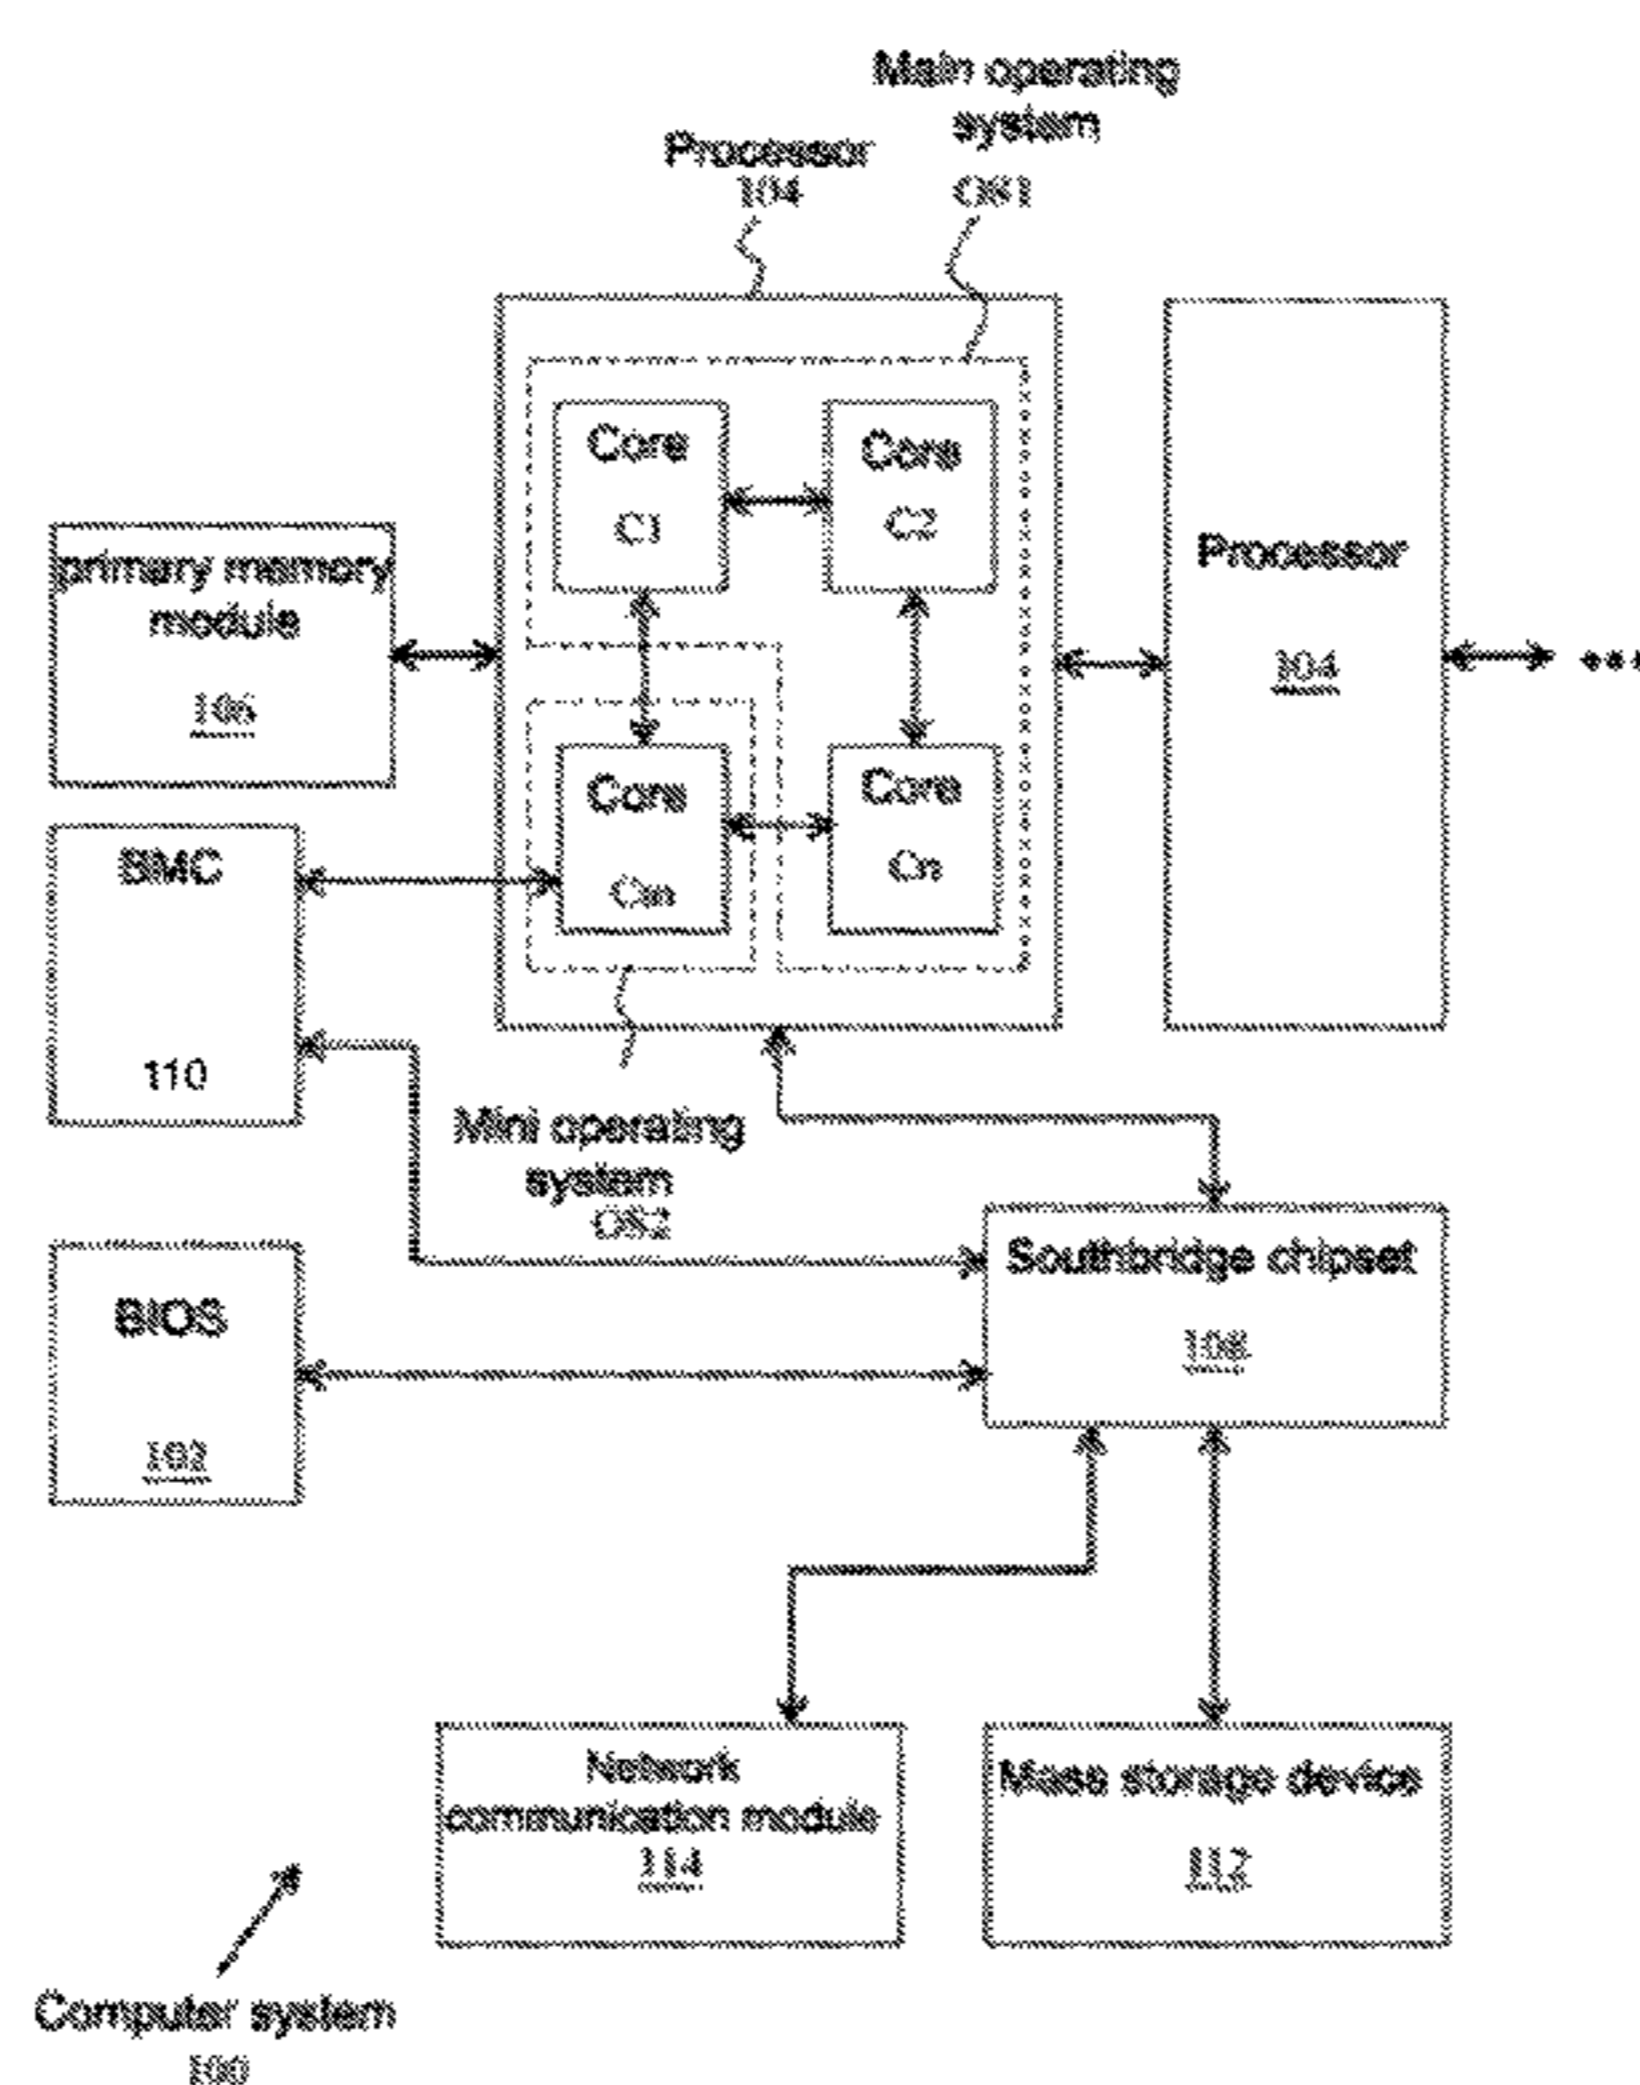 Main operating
system
OS1
Processor
104
Core
C1
Core
C2
primary memory
module
106
Processor
104
...
Core
Cm
Core
Cn
BMC
110
Mini operating
system
OS2
Southbridge chipset
108
BIOS
102
Network
communication module
114
Mass storage device
112
Computer system
100